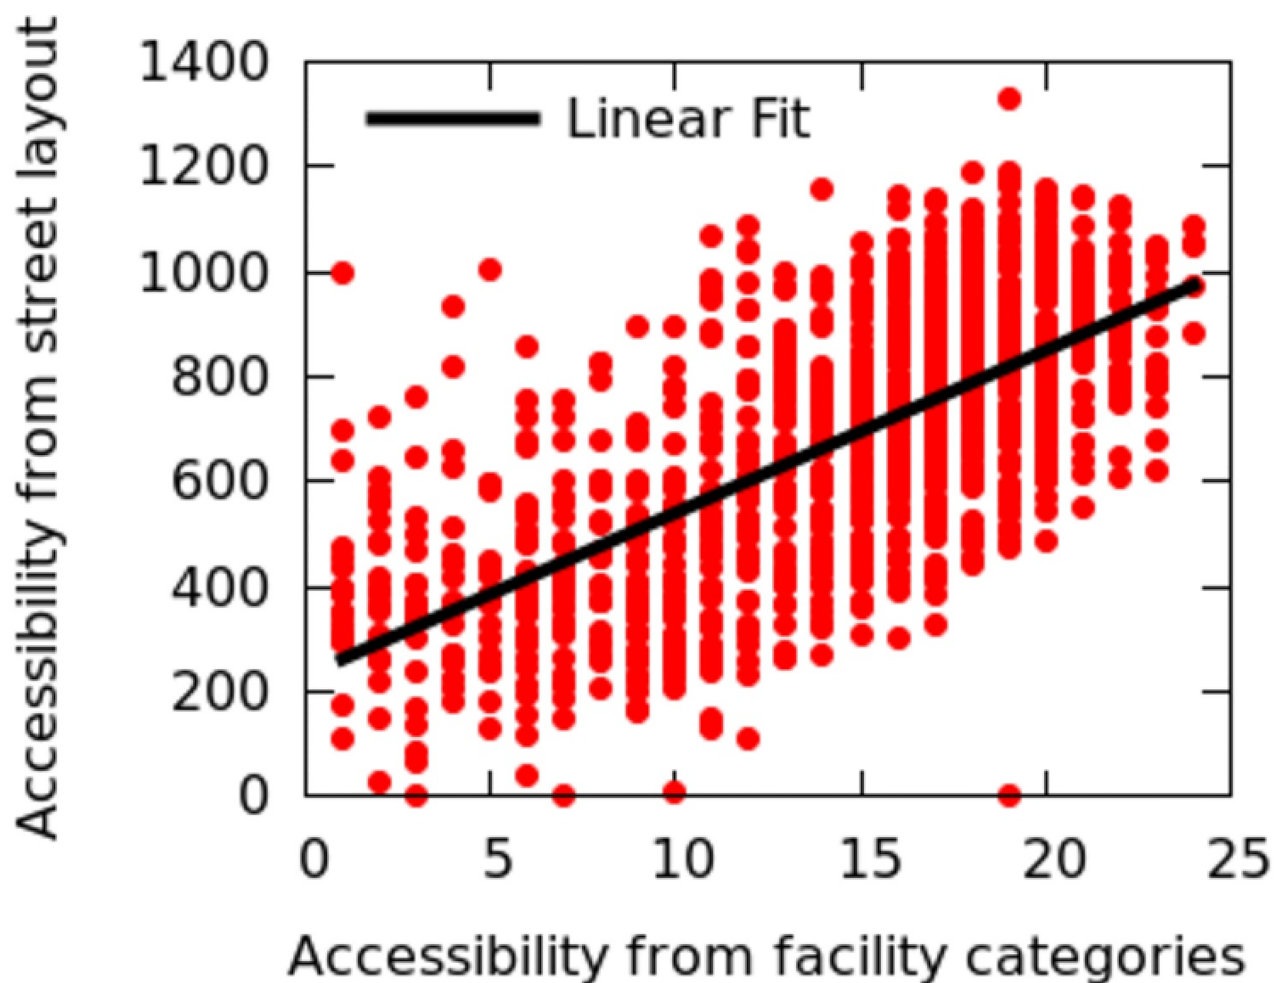 Accessibility from street layout
1400
1200
1000
800
600
400
200
0
Linear Fit
0 5 10 15 20 25
Accessibility from facility categories